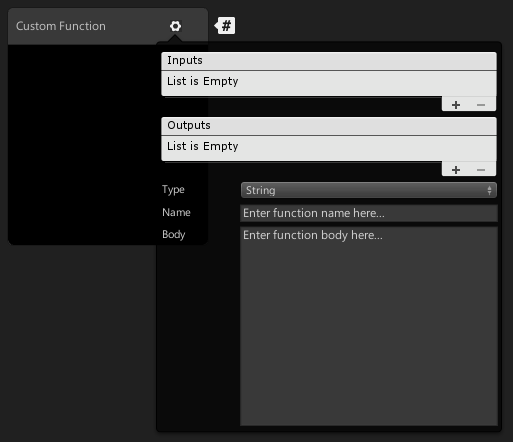 Custom Function
#
Inputs
List is Empty
+ −
Outputs
List is Empty
+ −
Type String
Name Enter function name here...
Body Enter function body here...